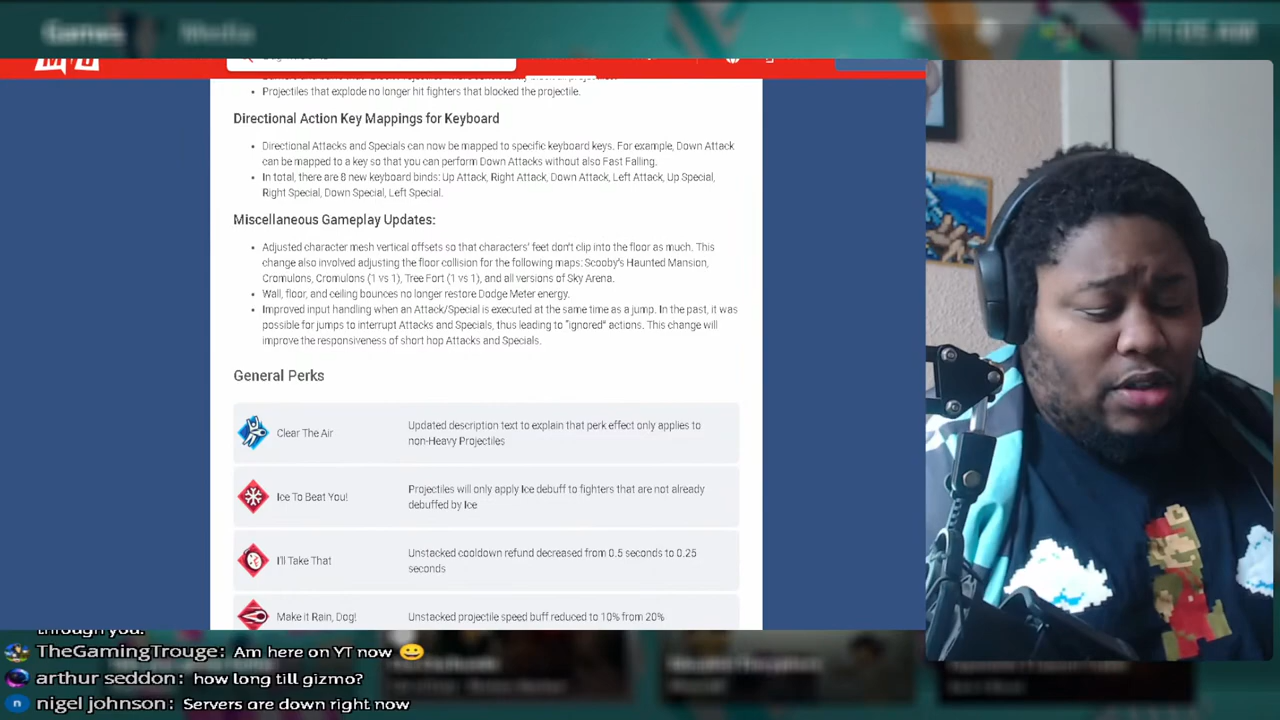 Games
Media
11:05 AM
Projectiles that explode no longer hit fighters that blocked the projectile.
Directional Action Key Mappings for Keyboard
Directional Attacks and Specials can now be mapped to specific keyboard keys. For example, Down Attack
can be mapped to a key so that you can perform Down Attacks without also Fast Falling.
In total, there are 8 new keyboard binds: Up Attack, Right Attack, Down Attack, Left Attack, Up Special,
Right Special, Down Special, Left Special.
Miscellaneous Gameplay Updates:
Adjusted character mesh vertical offsets so that characters' feet don't clip into the floor as much. This
change also involved adjusting the floor collision for the following maps: Scooby's Haunted Mansion,
Cromulons, Cromulons (1 vs 1), Tree Fort (1 vs 1), and all versions of Sky Arena.
Wall, floor, and ceiling bounces no longer restore Dodge Meter energy.
Improved input handling when an Attack/Special is executed at the same time as a jump. In the past, it was
possible for jumps to interrupt Attacks and Specials, thus leading to "ignored" actions. This change will
improve the responsiveness of short hop Attacks and Specials.
General Perks
Clear The Air
Updated description text to explain that perk effect only applies to
non-Heavy Projectiles
Ice To Beat You!
Projectiles will only apply Ice debuff to fighters that are not already
debuffed by Ice
I'll Take That
Unstacked cooldown refund decreased from 0.5 seconds to 0.25
seconds
Make it Rain, Dog!
Unstacked projectile speed buff reduced to 10% from 20%
through you.
TheGamingTrouge: Am here on YT now 😀
arthur seddon: how long till gizmo?
n nigel johnson: Servers are down right now